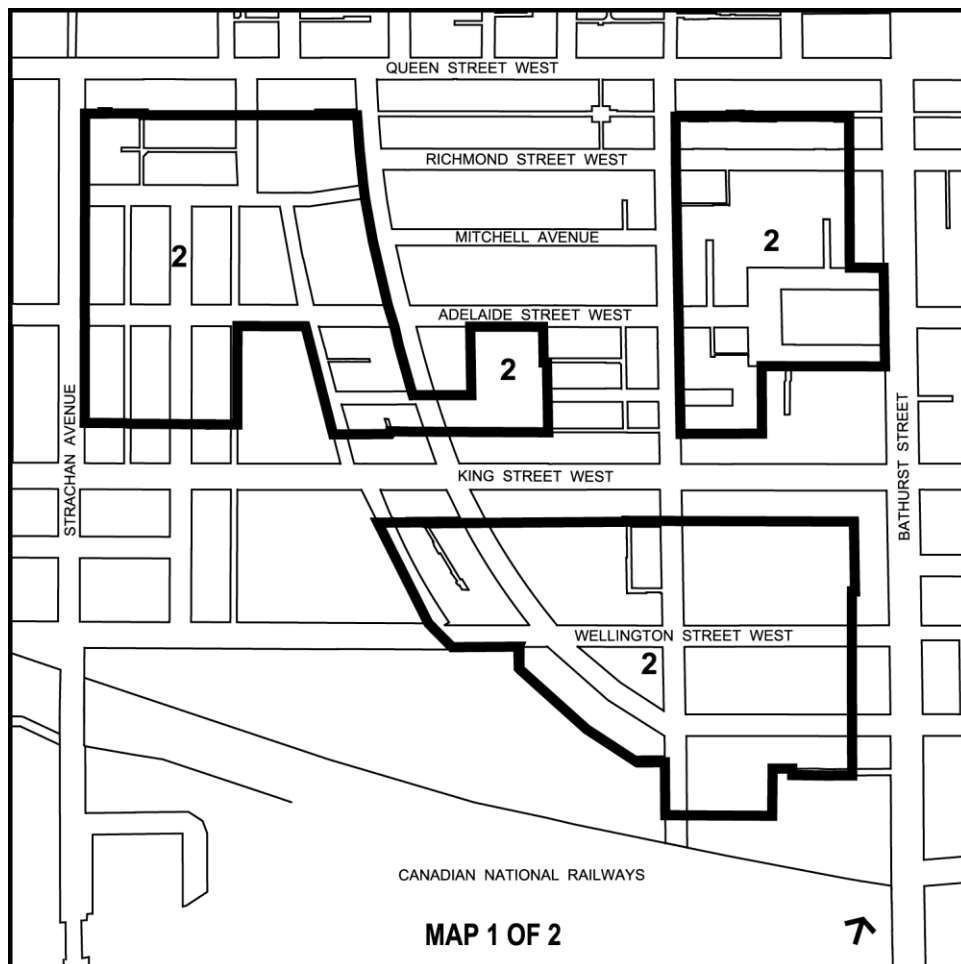 QUEEN STREET WEST
RICHMOND STREET WEST
MITCHELL AVENUE
2
2
ADELAIDE STREET WEST
2
STRACHAN AVENUE
BATHURST STREET
KING STREET WEST
WELLINGTON STREET WEST
2
CANADIAN NATIONAL RAILWAYS
MAP 1 OF 2